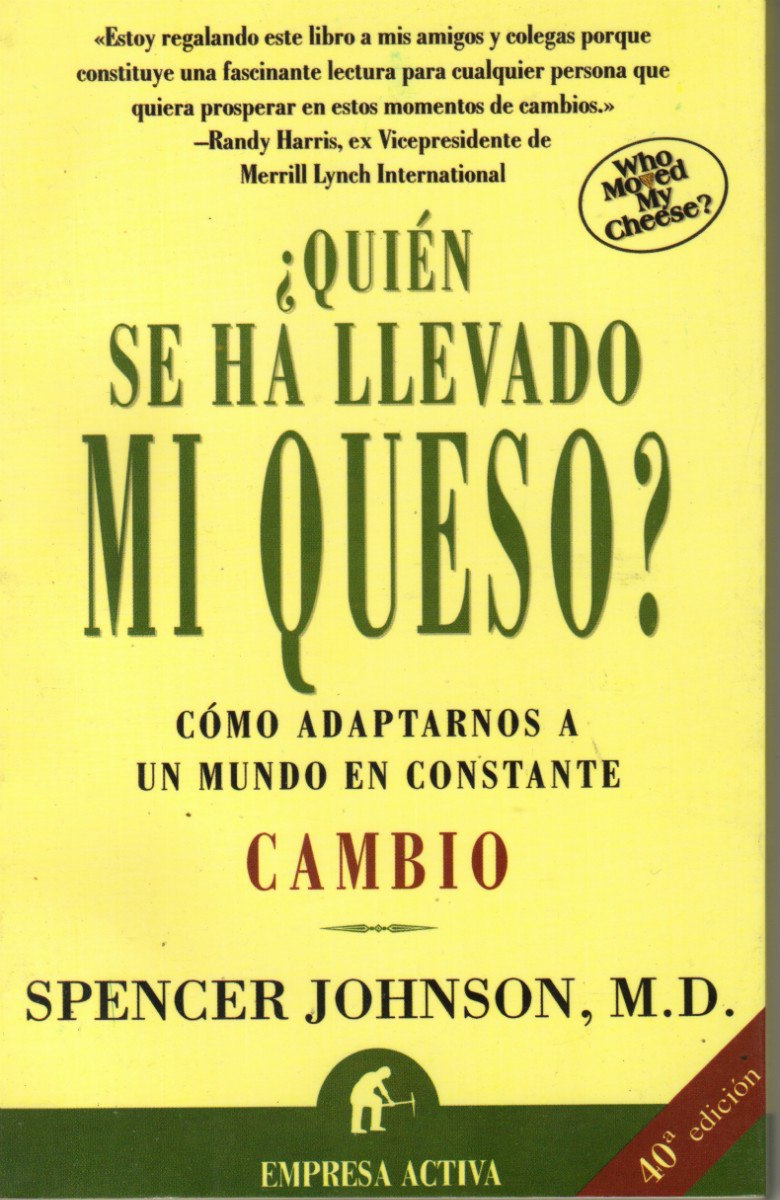 «Estoy regalando este libro a mis amigos y colegas porque
constituye una fascinante lectura para cualquier persona que
quiera prosperar en estos momentos de cambios.»
–Randy Harris, ex Vicepresidente de
Merrill Lynch International
Who
Moved
My
Cheese?
¿QUIÉN
SE HA LLEVADO
MI QUESO?
CÓMO ADAPTARNOS A
UN MUNDO EN CONSTANTE
CAMBIO
SPENCER JOHNSON, M.D.
40ª edición
EMPRESA ACTIVA